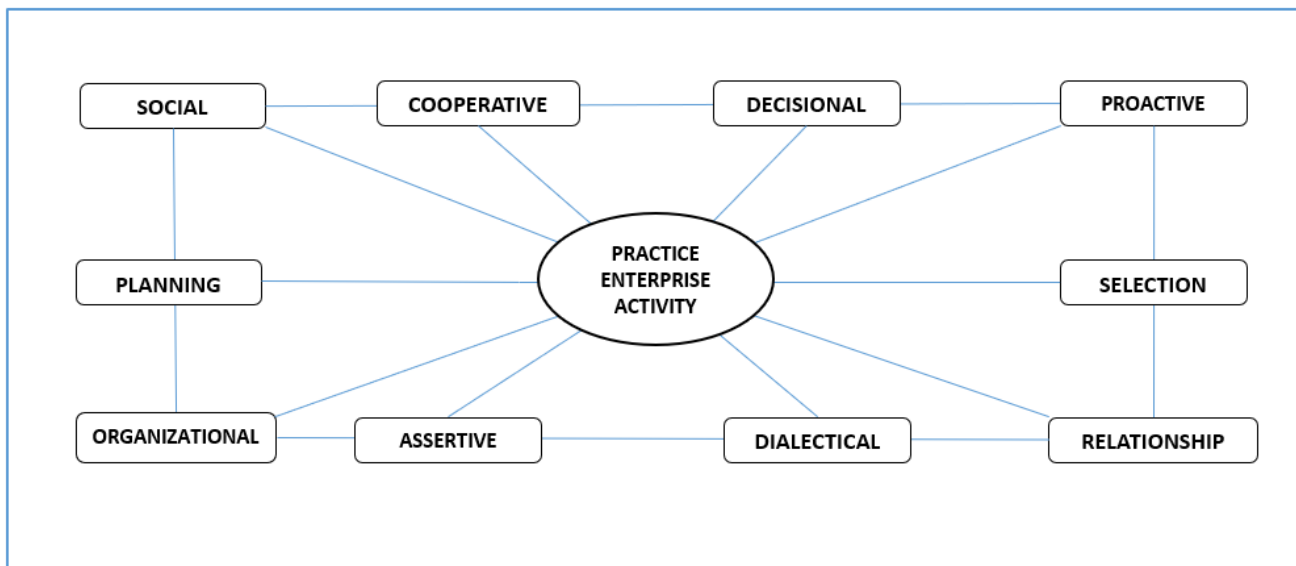 SOCIAL
COOPERATIVE
DECISIONAL
PROACTIVE
PRACTICE
ENTERPRISE
ACTIVITY
PLANNING
SELECTION
ORGANIZATIONAL
ASSERTIVE
DIALECTICAL
RELATIONSHIP